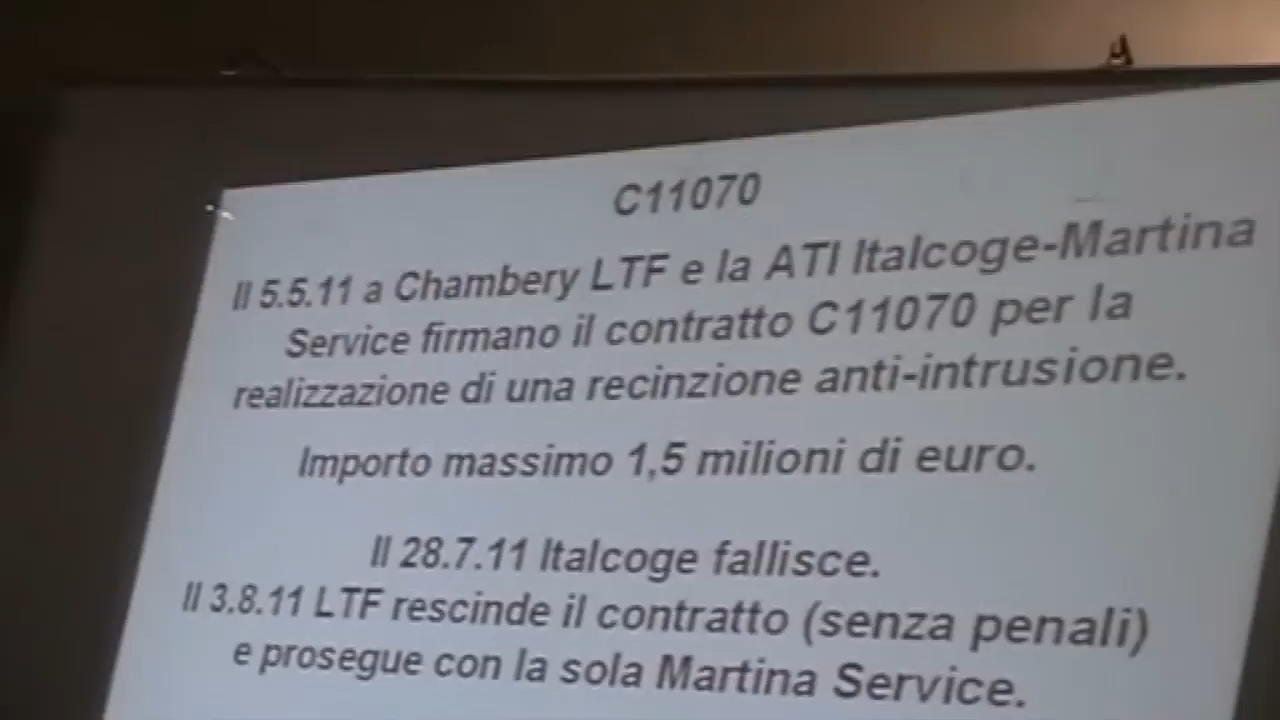 C11070
Il 5.5.11 a Chambery LTF e la ATI Italcoge-Martina
Service firmano il contratto C11070 per la
realizzazione di una recinzione anti-intrusione.
Importo massimo 1,5 milioni di euro.
Il 28.7.11 Italcoge fallisce.
Il 3.8.11 LTF rescinde il contratto (senza penali)
e prosegue con la sola Martina Service.